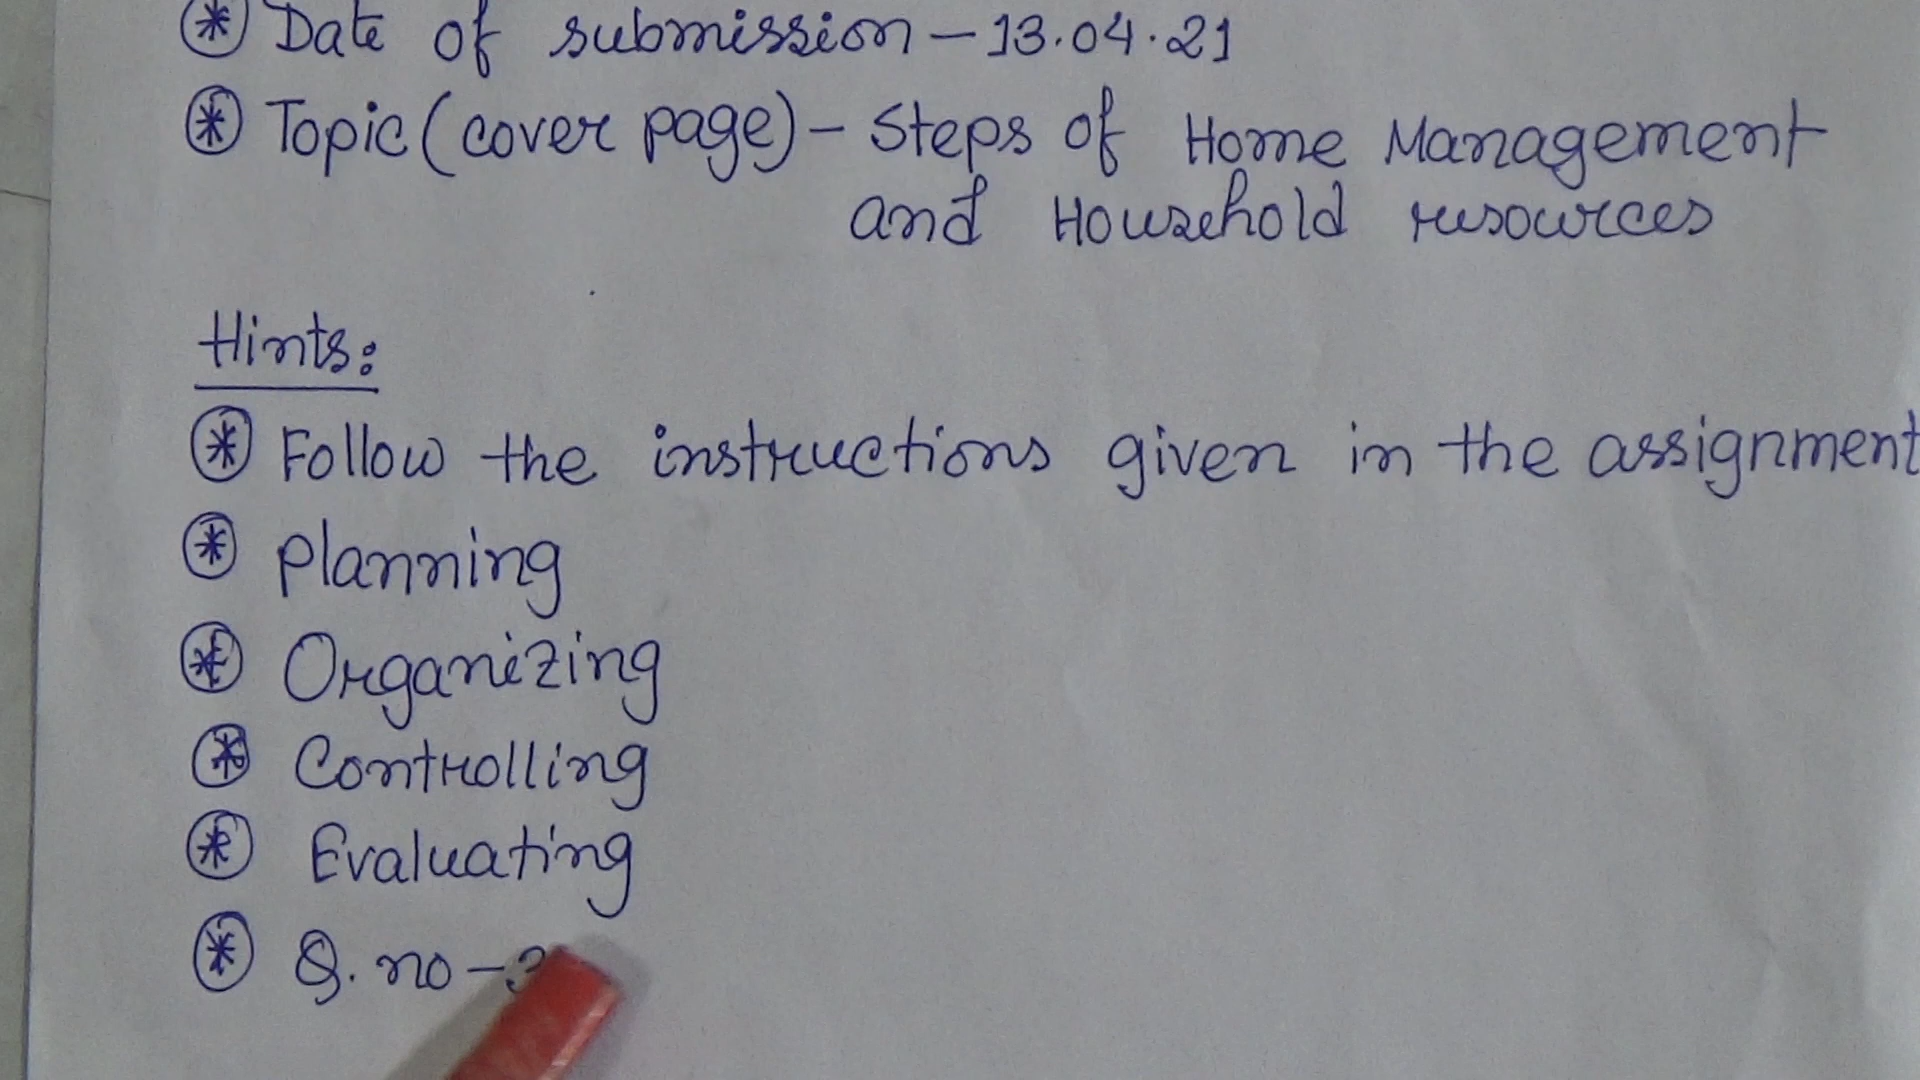 ⊛ Date of submission - 13.04.21
⊛ Topic (cover page) - Steps of Home Management
and Household resources
Hints:
⊛ Follow the instructions given in the assignment
⊛ Planning
⊛ Organizing
⊛ Controlling
⊛ Evaluating
⊛ Q. no -